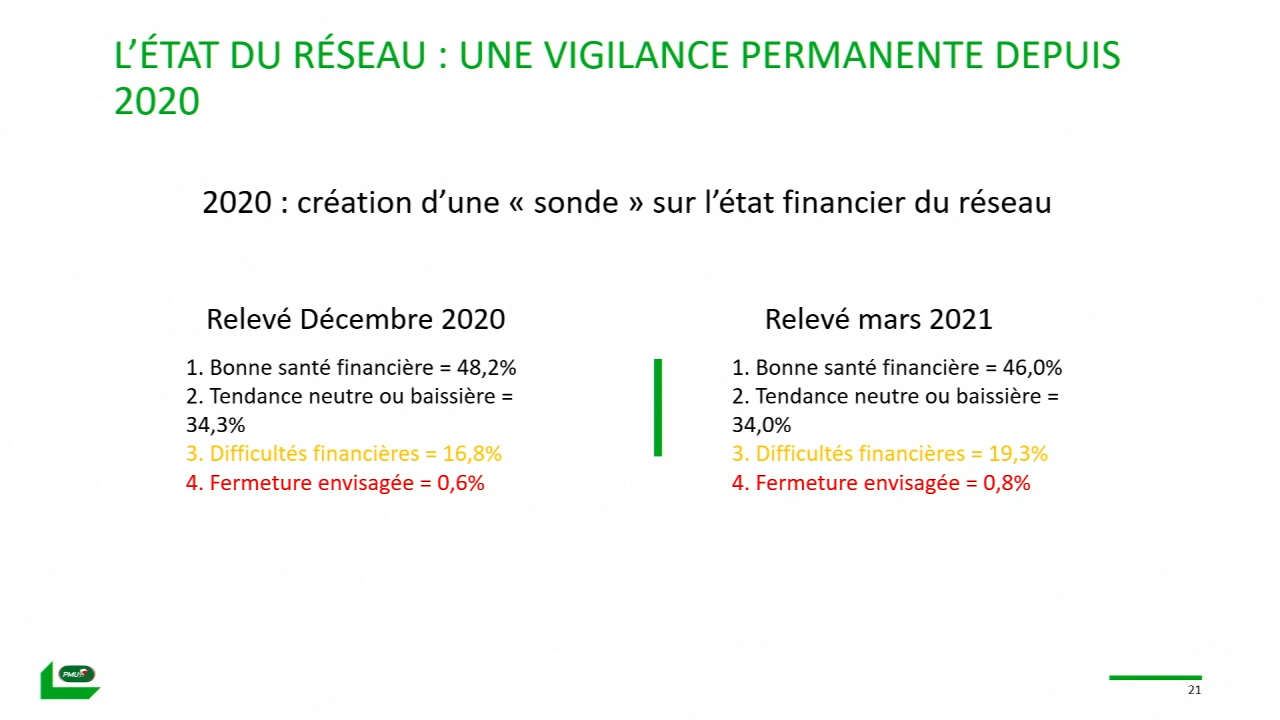 L’ÉTAT DU RÉSEAU : UNE VIGILANCE PERMANENTE DEPUIS
2020
2020 : création d’une « sonde » sur l’état financier du réseau
Relevé Décembre 2020
1. Bonne santé financière = 48,2%
2. Tendance neutre ou baissière =
34,3%
3. Difficultés financières = 16,8%
4. Fermeture envisagée = 0,6%
Relevé mars 2021
1. Bonne santé financière = 46,0%
2. Tendance neutre ou baissière =
34,0%
3. Difficultés financières = 19,3%
4. Fermeture envisagée = 0,8%
PMU
21